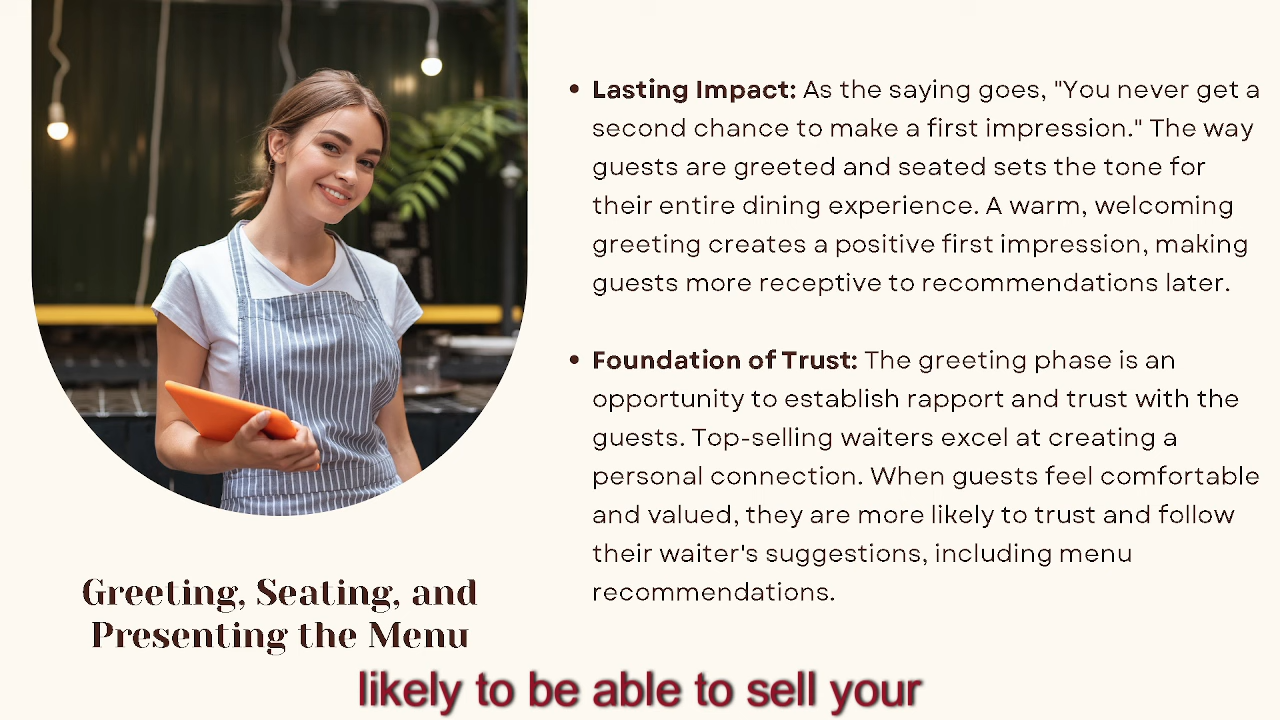 • Lasting Impact: As the saying goes, "You never get a
second chance to make a first impression." The way
guests are greeted and seated sets the tone for
their entire dining experience. A warm, welcoming
greeting creates a positive first impression, making
guests more receptive to recommendations later.
• Foundation of Trust: The greeting phase is an
opportunity to establish rapport and trust with the
guests. Top-selling waiters excel at creating a
personal connection. When guests feel comfortable
and valued, they are more likely to trust and follow
their waiter's suggestions, including menu
recommendations.
Greeting, Seating, and
Presenting the Menu
likely to be able to sell your